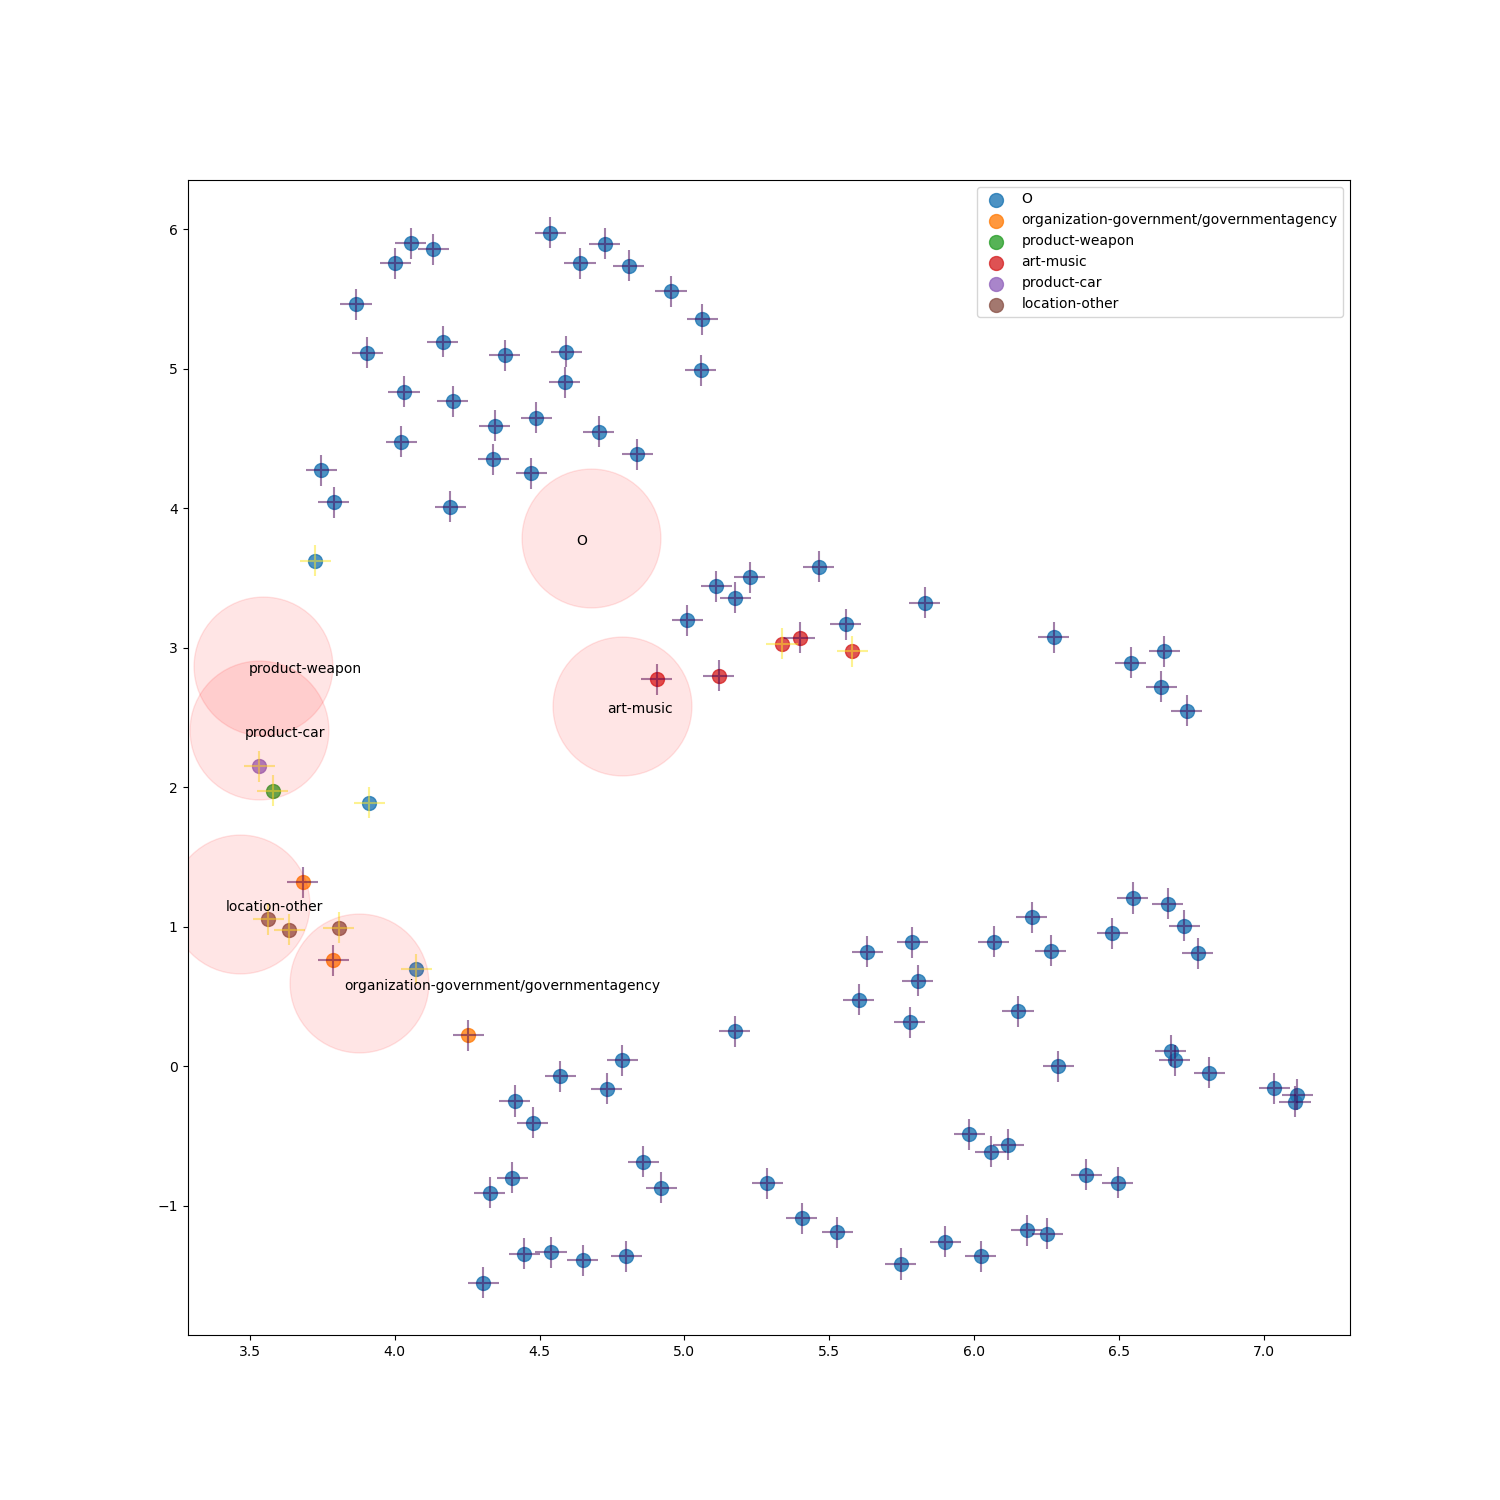 O
organization-government/governmentagency
product-weapon
art-music
product-car
location-other
6
5
4
3
2
1
0
−1
O
product-weapon
product-car
art-music
location-other
organization-government/governmentagency
3.5 4.0 4.5 5.0 5.5 6.0 6.5 7.0